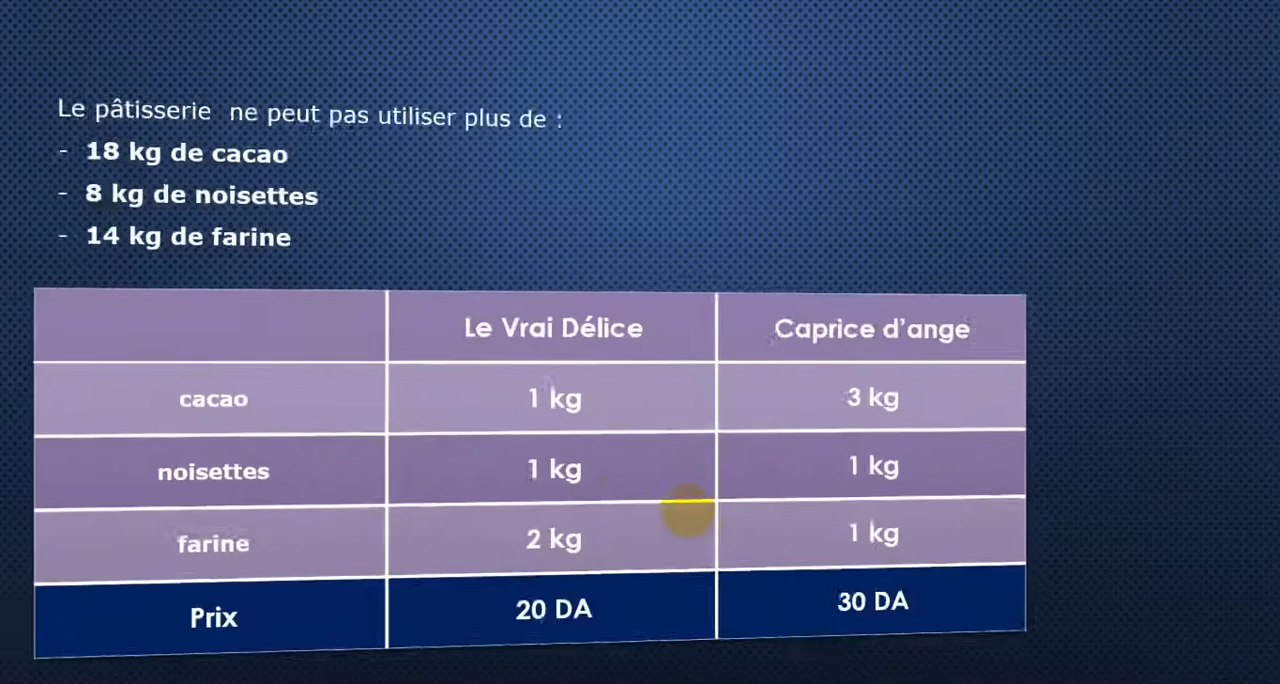 Le pâtisserie ne peut pas utiliser plus de :
- 18 kg de cacao
- 8 kg de noisettes
- 14 kg de farine
Le Vrai Délice Caprice d'ange
cacao 1 kg 3 kg
noisettes 1 kg 1 kg
farine 2 kg 1 kg
Prix 20 DA 30 DA